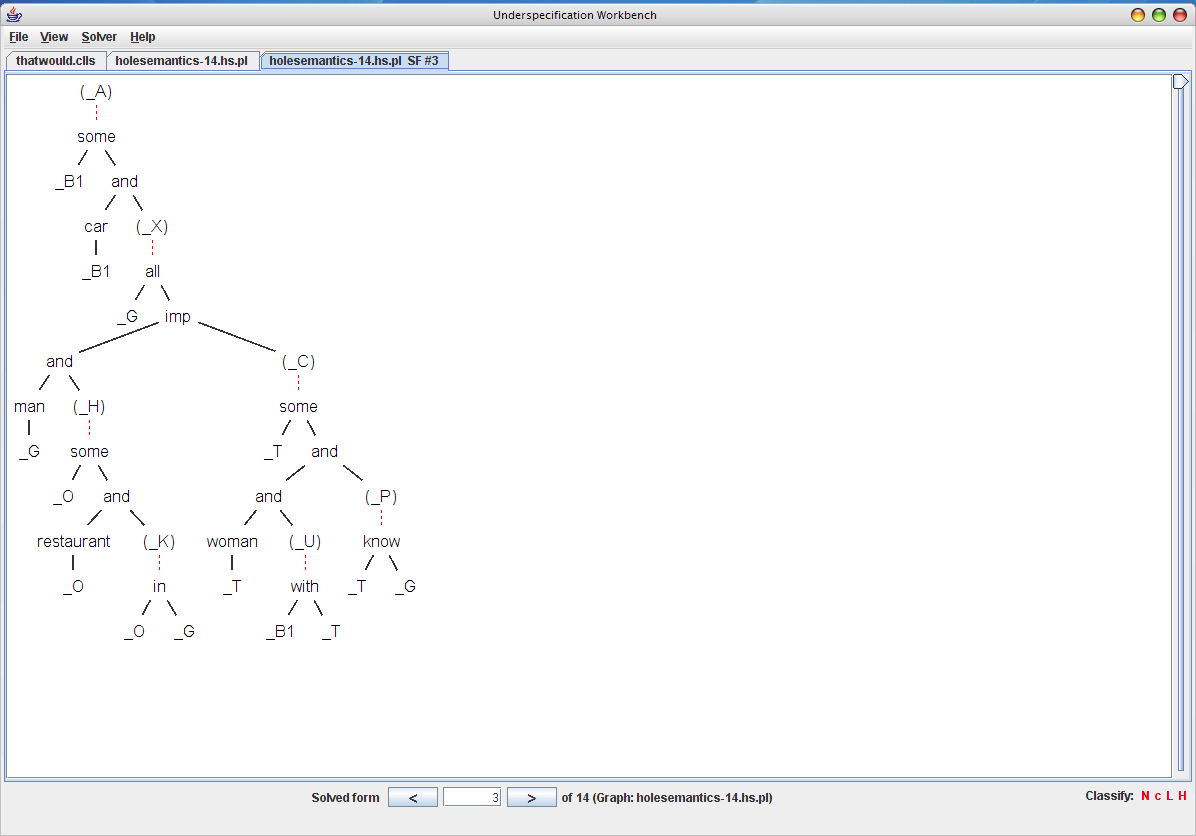 Underspecification Workbench
File View Solver Help
thatwould.clls holesemantics-14.hs.pl holesemantics-14.hs.pl SF #3
(_A)
some
_B1 and
car (_X)
_B1 all
_G imp
and (_C)
man (_H) some
_G some _T and
_O and and (_P)
restaurant (_K) woman (_U) know
_O in _T with _T _G
_O _G _B1 _T
Solved form < 3 > of 14 (Graph: holesemantics-14.hs.pl) Classify: N c L H